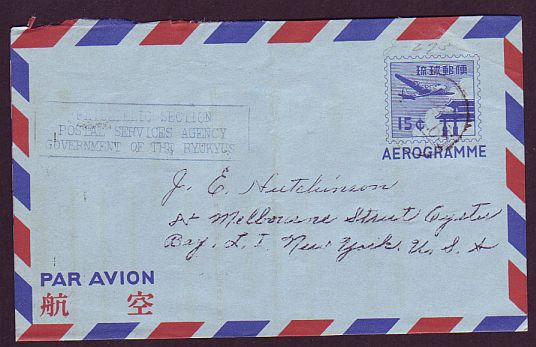 275
琉球郵便
15¢
AEROGRAMME
PHILATELIC SECTION
POSTAL SERVICES AGENCY
GOVERNMENT OF THE RYUKYUS
J. E. Hutchinson
Melbourne Street Oyster
Bay, L. I. New York. U. S. A
PAR AVION
航 空